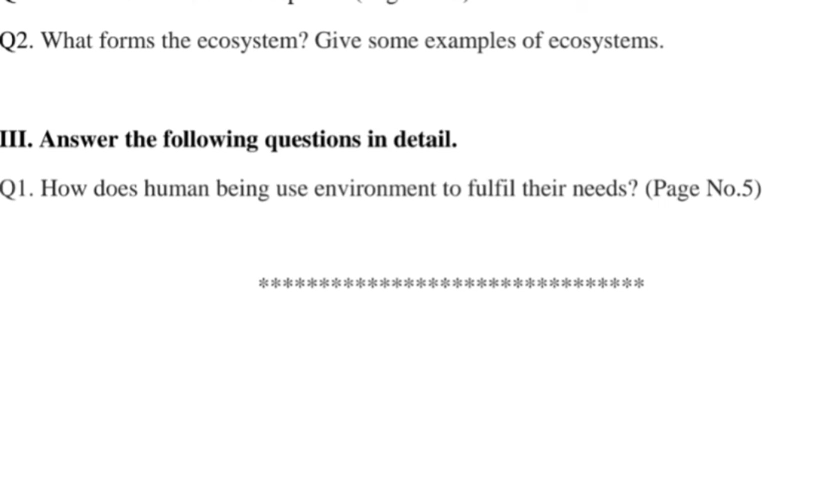 Q2. What forms the ecosystem? Give some examples of ecosystems.
III. Answer the following questions in detail.
Q1. How does human being use environment to fulfil their needs? (Page No.5)
********************************